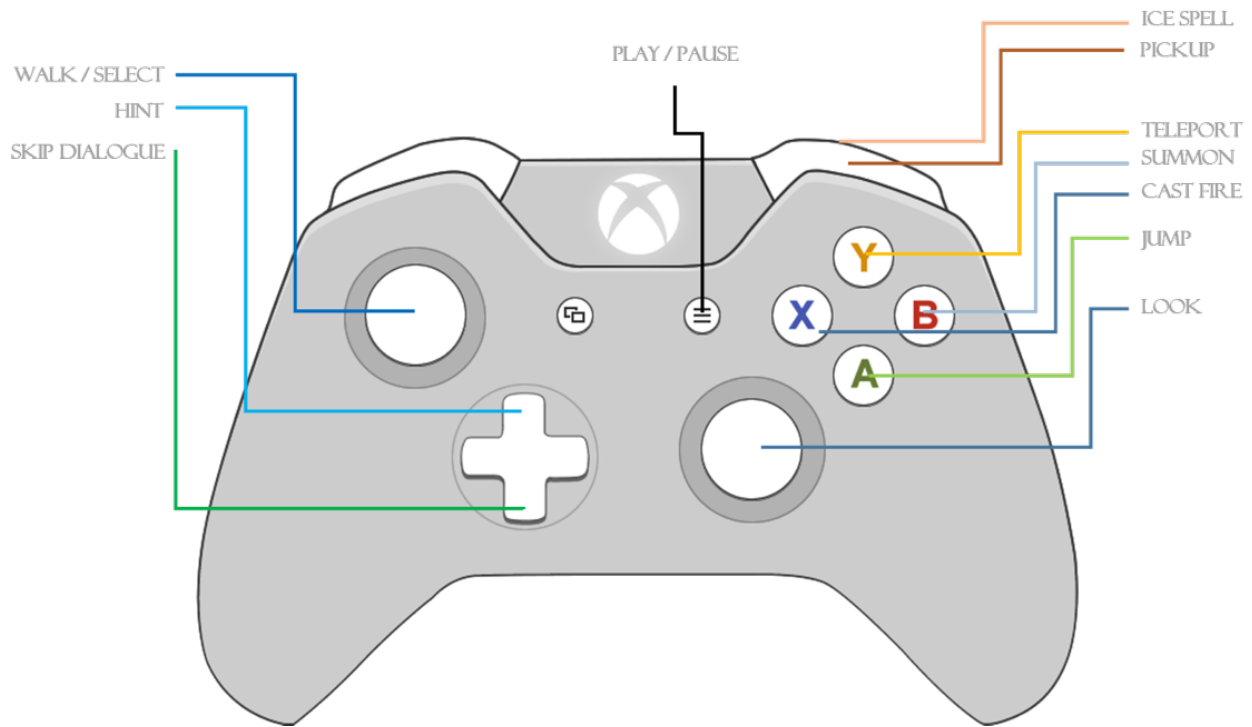 WALK / SELECT
HINT
SKIP DIALOGUE
PLAY / PAUSE
ICE SPELL
PICKUP
TELEPORT
SUMMON
CAST FIRE
JUMP
LOOK
Y
X
B
A